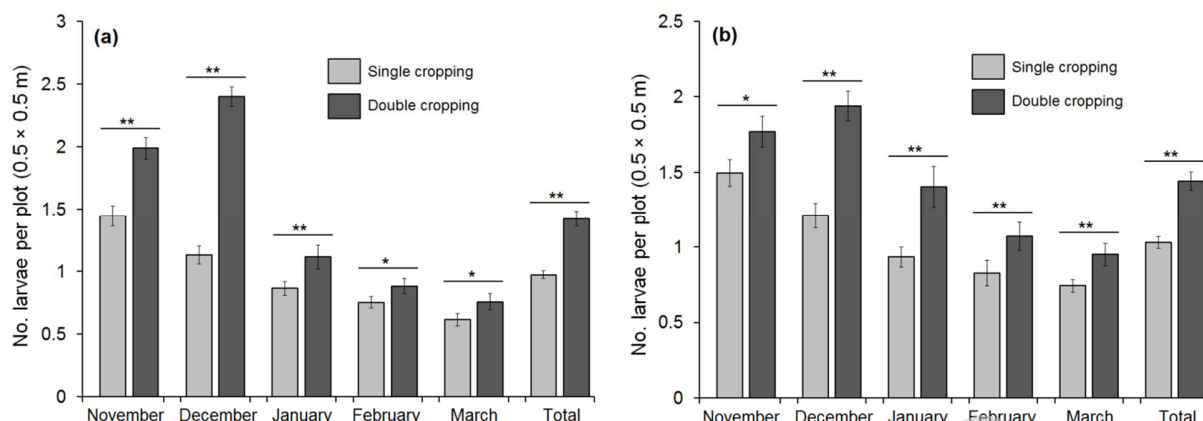 (a)
No. larvae per plot (0.5 × 0.5 m)
3
2.5
2
1.5
1
0.5
0
Single cropping
Double cropping
**
**
**
*
*
**
November December January February March Total
(b)
No. larvae per plot (0.5 × 0.5 m)
2.5
2
1.5
1
0.5
0
Single cropping
Double cropping
*
**
**
**
**
**
November December January February March Total